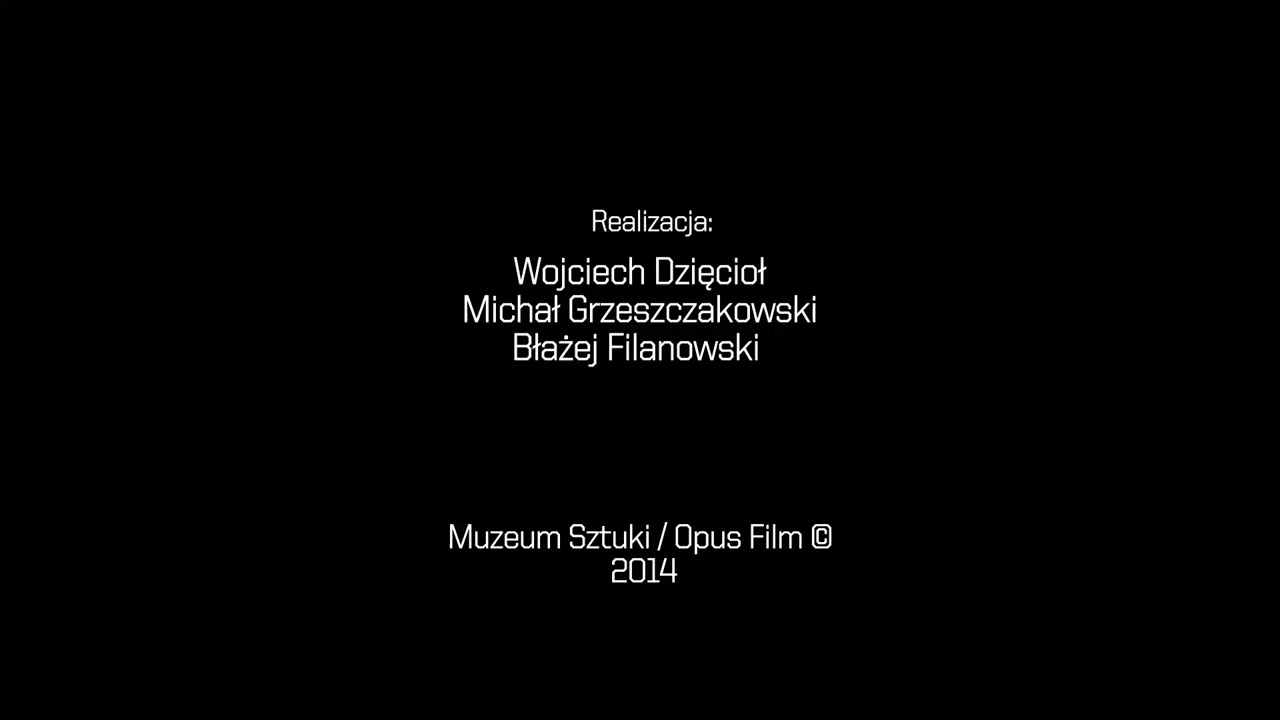 Realizacja:
Wojciech Dzięcioł
Michał Grzeszczakowski
Błażej Filanowski
Muzeum Sztuki / Opus Film ©
2014